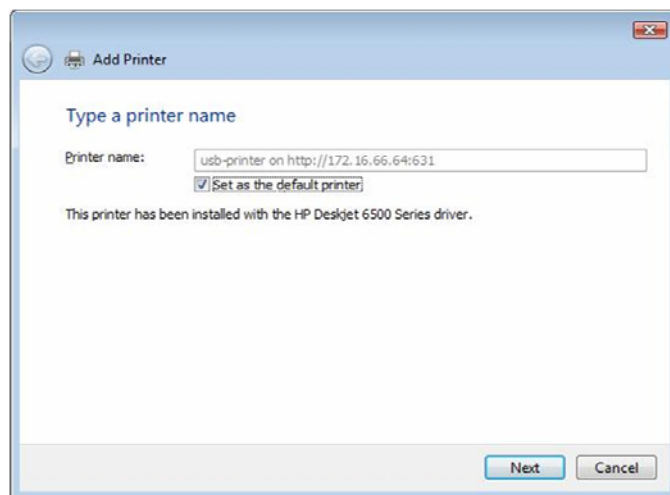 Add Printer
Type a printer name
Printer name: usb-printer on http://172.16.66.64:631
Set as the default printer
This printer has been installed with the HP Deskjet 6500 Series driver.
Next Cancel